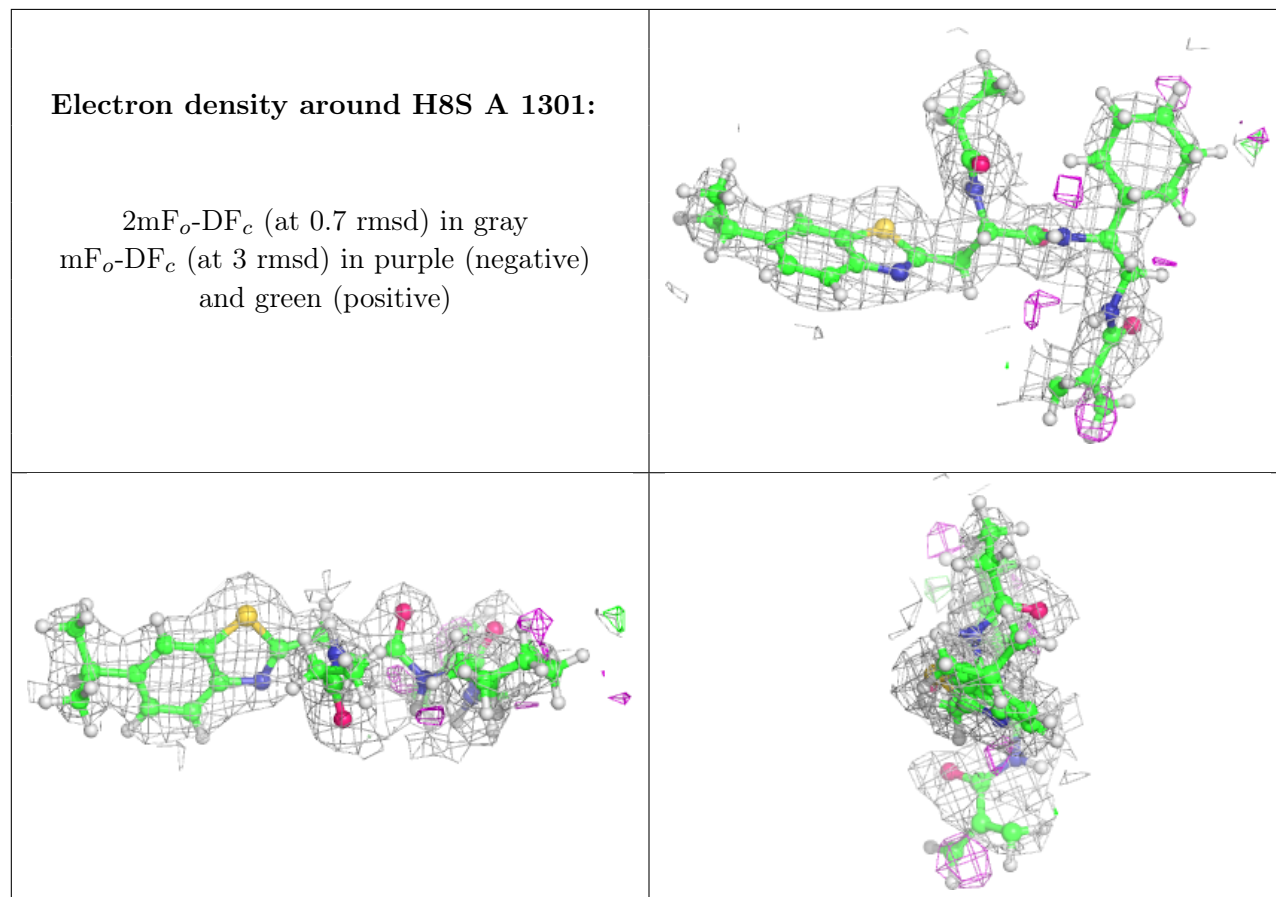 Electron density around H8S A 1301:
2mFo-DFc (at 0.7 rmsd) in gray
mFo-DFc (at 3 rmsd) in purple (negative)
and green (positive)